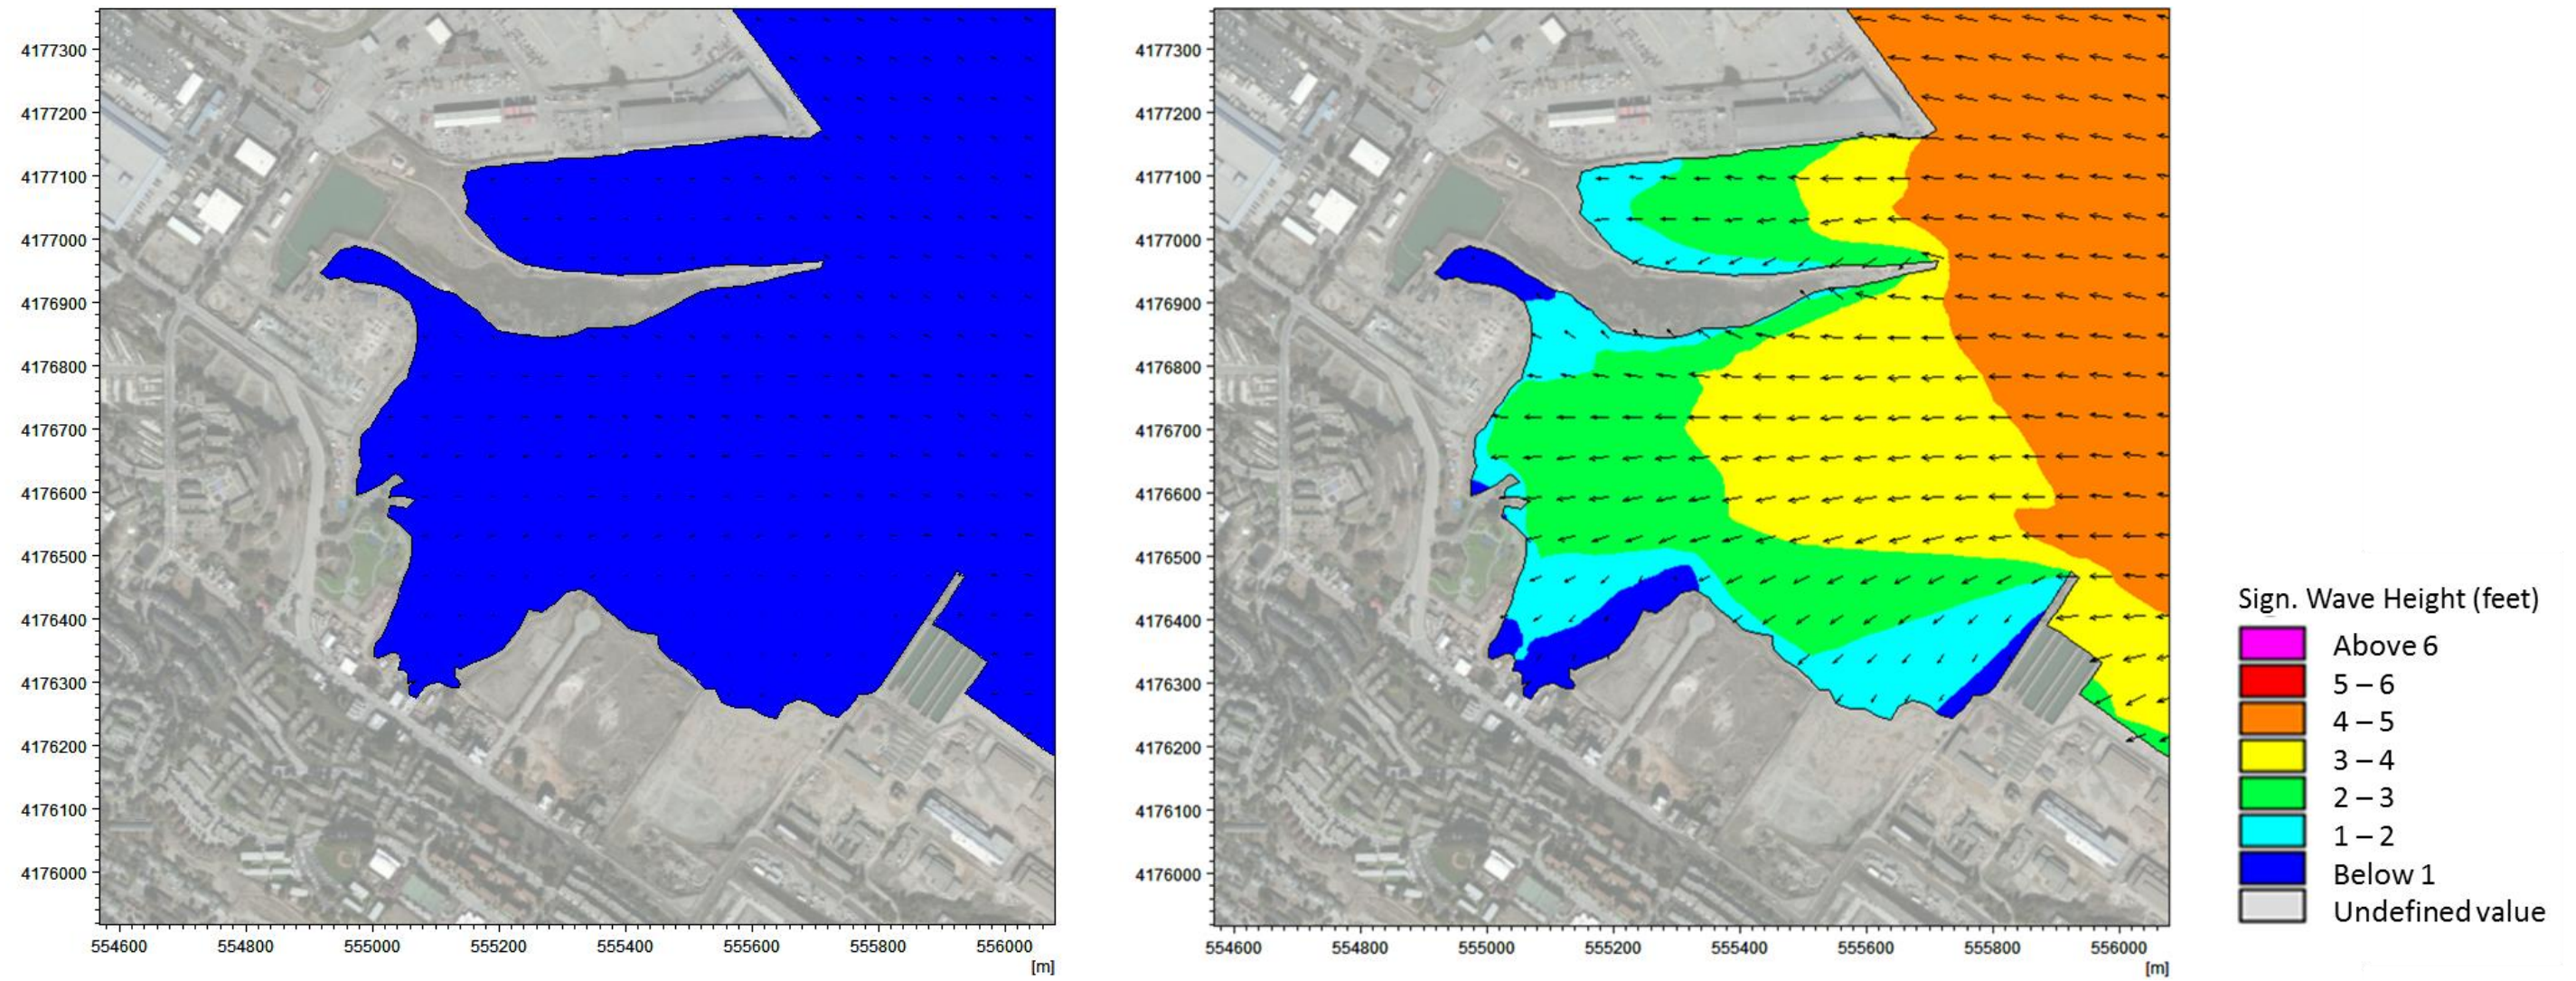 4177300
4177200
4177100
4177000
4176900
4176800
4176700
4176600
4176500
4176400
4176300
4176200
4176100
4176000
554600 554800 555000 555200 555400 555600 555800 556000
[m]
4177300
4177200
4177100
4177000
4176900
4176800
4176700
4176600
4176500
4176400
4176300
4176200
4176100
4176000
554600 554800 555000 555200 555400 555600 555800 556000
[m]
Sign. Wave Height (feet)
Above 6
5 – 6
4 – 5
3 – 4
2 – 3
1 – 2
Below 1
Undefined value